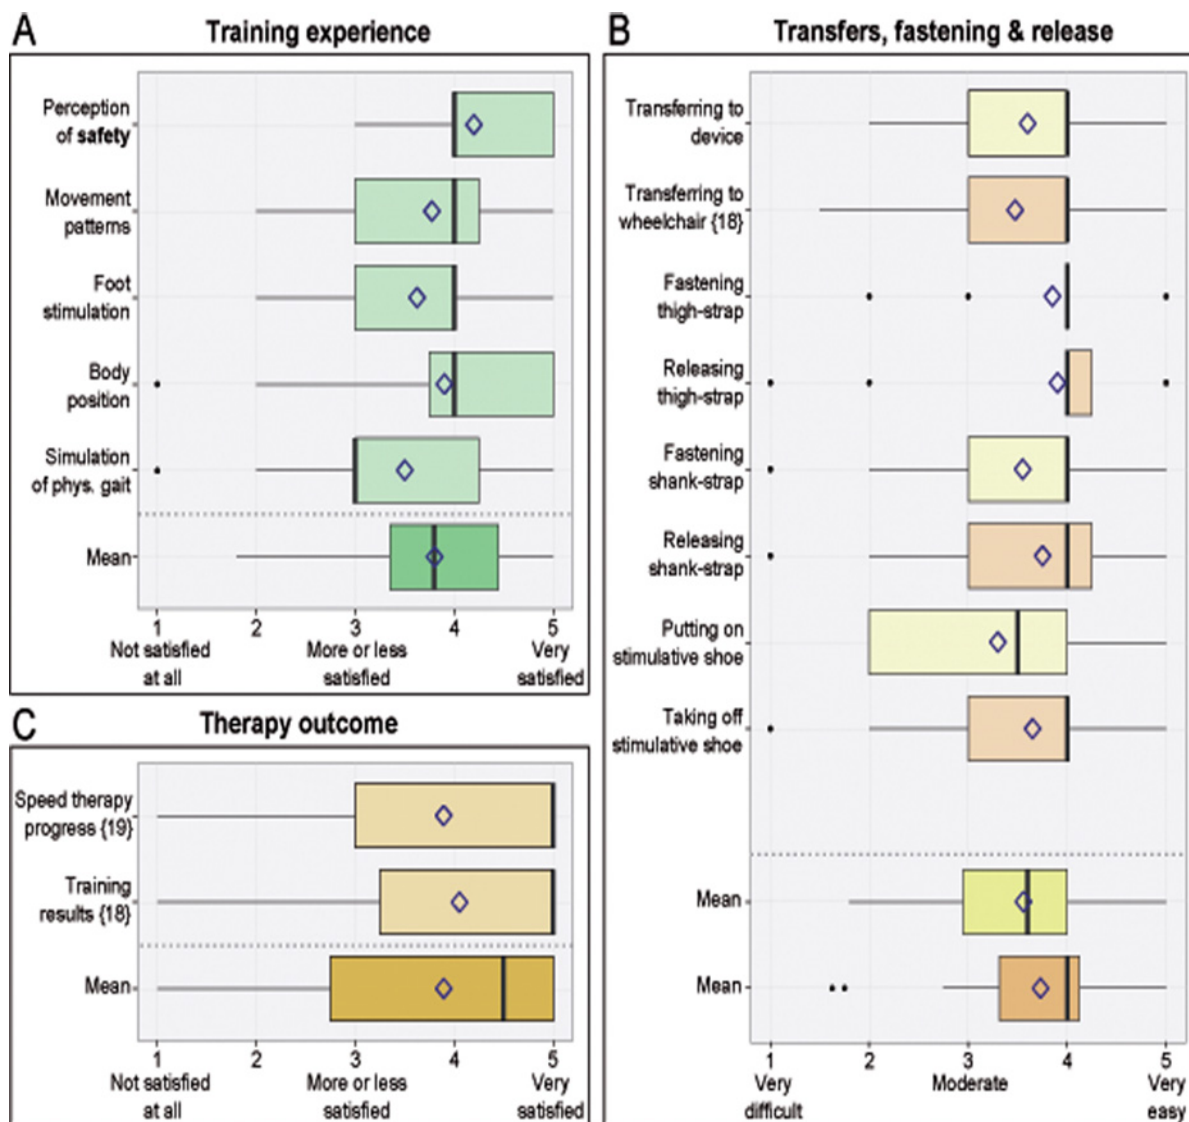 A
Training experience
Perception
of safety
Movement
patterns
Foot
stimulation
Body
position
Simulation
of phys. gait
Mean
1 2 3 4 5
Not satisfied More or less Very
at all satisfied satisfied
B
Transfers, fastening & release
Transferring to
device
Transferring to
wheelchair {18}
Fastening
thigh-strap
Releasing
thigh-strap
Fastening
shank-strap
Releasing
shank-strap
Putting on
stimulative shoe
Taking off
stimulative shoe
Mean
Mean
1 2 3 4 5
Very Moderate Very
difficult easy
C
Therapy outcome
Speed therapy
progress {19}
Training
results {18}
Mean
1 2 3 4 5
Not satisfied More or less Very
at all satisfied satisfied